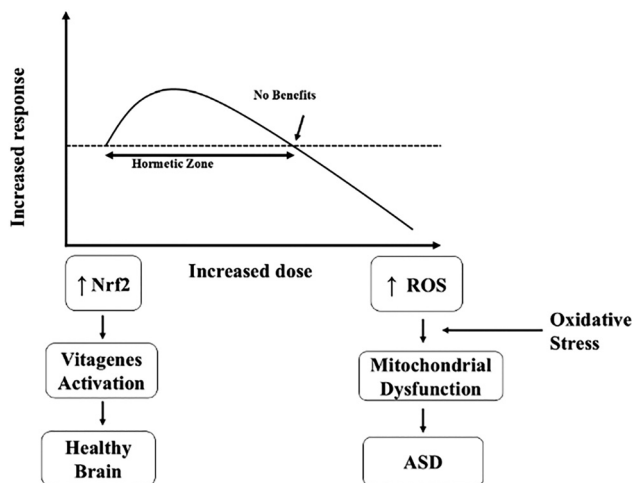 Increased response
No Benefits
Hormetic Zone
Increased dose
↑ Nrf2
↑ ROS
Oxidative
Stress
Vitagenes
Activation
Mitochondrial
Dysfunction
Healthy
Brain
ASD